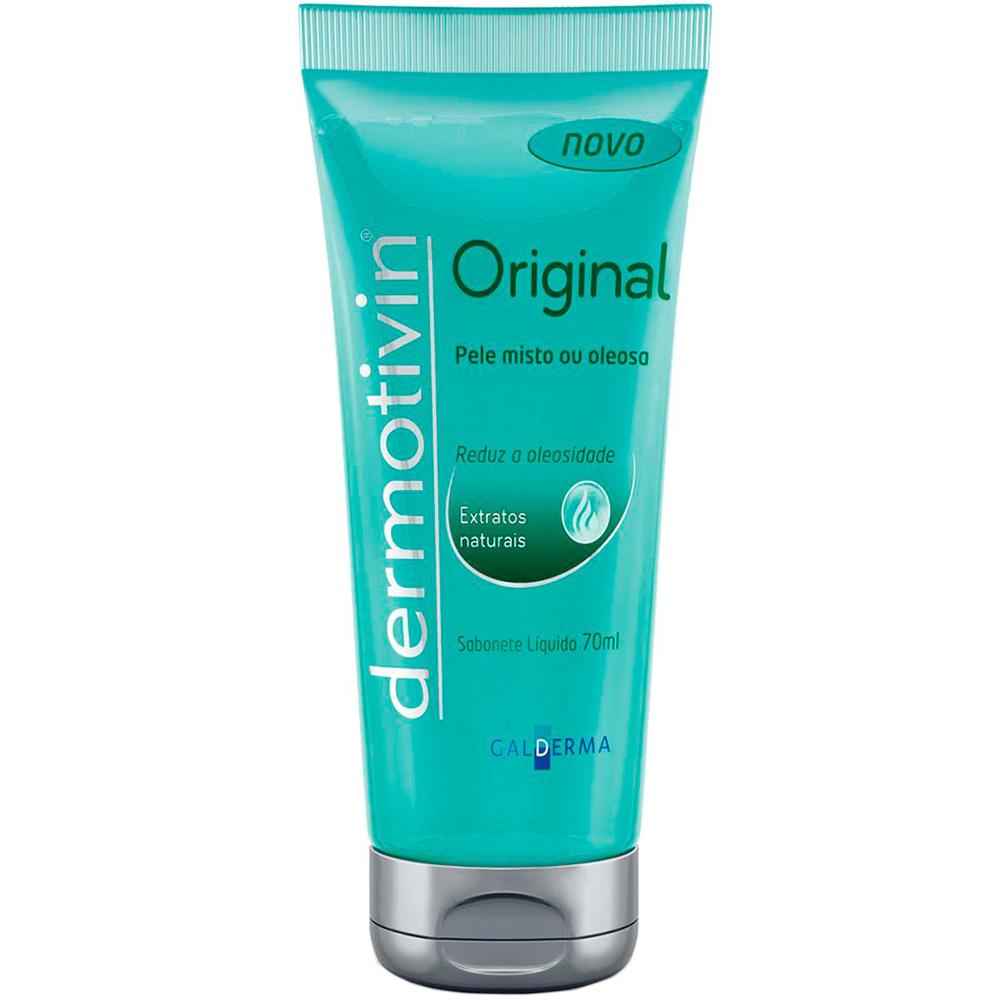 novo
dermotivin®
Original
Pele misto ou oleosa
Reduz a oleosidade
Extratos
naturais
Sabonete Líquido 70ml
GALDERMA